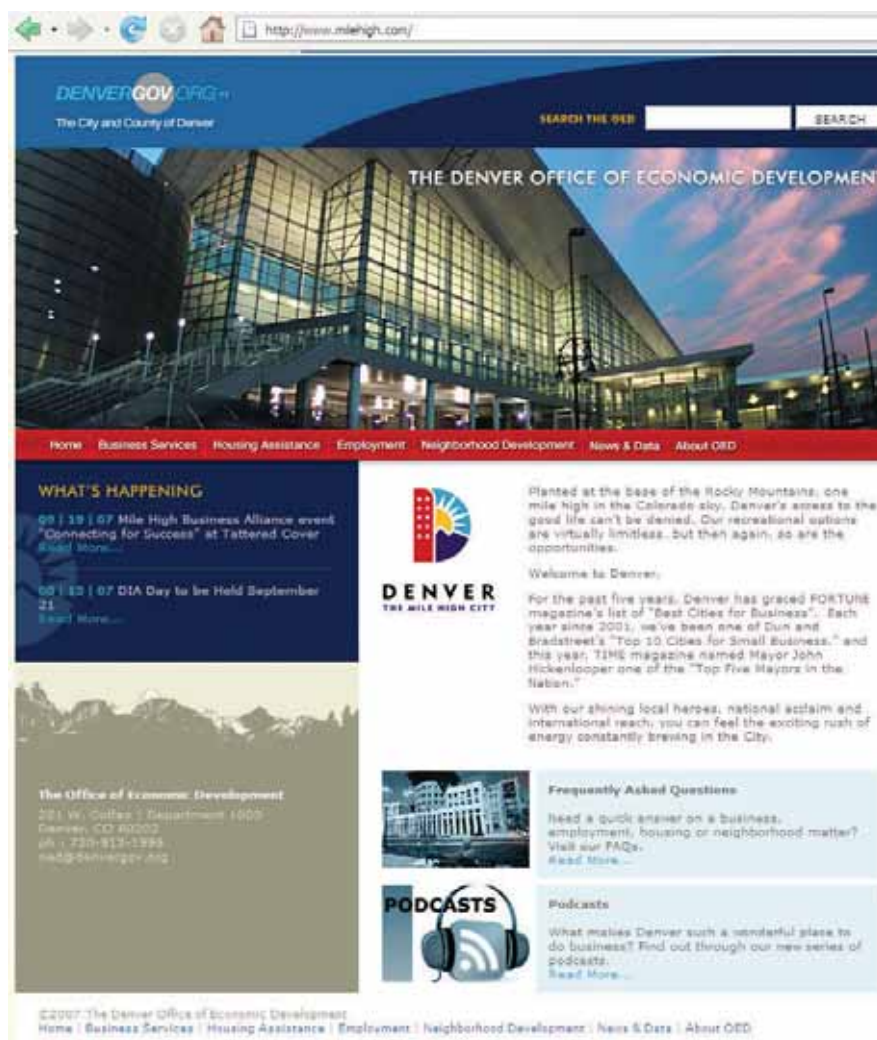 http://www.milehigh.com/
DENVERGOV.ORG
The City and County of Denver
SEARCH THE OED
SEARCH
THE DENVER OFFICE OF ECONOMIC DEVELOPMENT
Home Business Services Housing Assistance Employment Neighborhood Development News & Data About OED
WHAT'S HAPPENING
09 | 19 | 07 Mile High Business Alliance event
"Connecting for Success" at Tattered Cover
Read More...
| 13 | 07 DIA Day to be Held September
21
Read More...
The Office of Economic Development
201 W. Colfax | Department
Denver, CO 80202
ph : 720-913-1999
DENVER
THE MILE HIGH CITY
Planted at the base of the Rocky Mountains, one
mile high in the Colorado sky, Denver's access to the
good life can't be denied. Our recreational options
are virtually limitless, but then again, so are the
opportunities.
Welcome to Denver.
For the past five years, Denver has graced FORTUNE
magazine's list of "Best Cities for Business". Each
year since 2001, we've been one of Dun and
Bradstreet's "Top 10 Cities for Small Business," and
this year, TIME magazine named Mayor John
Hickenlooper one of the "Top Five Mayors in the
Nation."
With our shining local heroes, national acclaim and
international reach, you can feel the exciting rush of
energy constantly brewing in the City.
Frequently Asked Questions
Need a quick answer on a business,
employment, housing or neighborhood matter?
Visit our FAQs.
Read More...
PODCASTS
Podcasts
What makes Denver such a wonderful place to
do business? Find out through our new series of
podcasts.
Read More...
©2007 The Denver Office of Economic Development
Home | Business Services | Housing Assistance | Employment | Neighborhood Development | News & Data | About OED